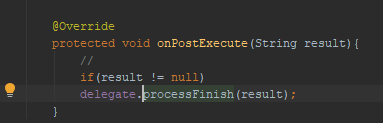 @Override
protected void onPostExecute(String result){
//
if(result != null)
delegate.processFinish(result);
}